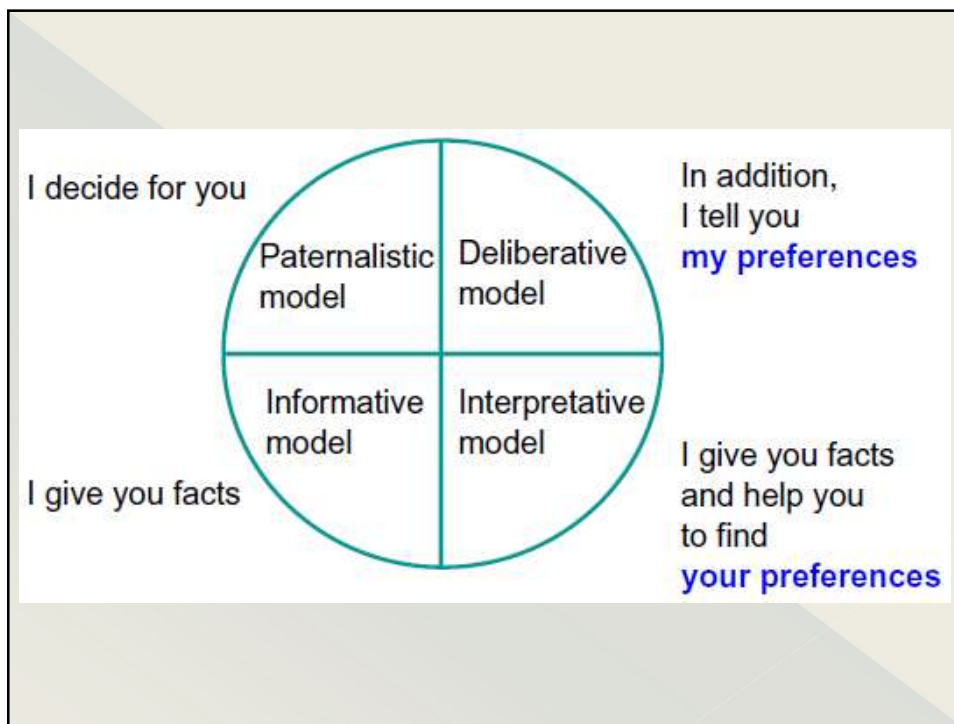 I decide for you
Paternalistic
model
Deliberative
model
In addition,
I tell you
my preferences
Informative
model
Interpretative
model
I give you facts
I give you facts
and help you
to find
your preferences